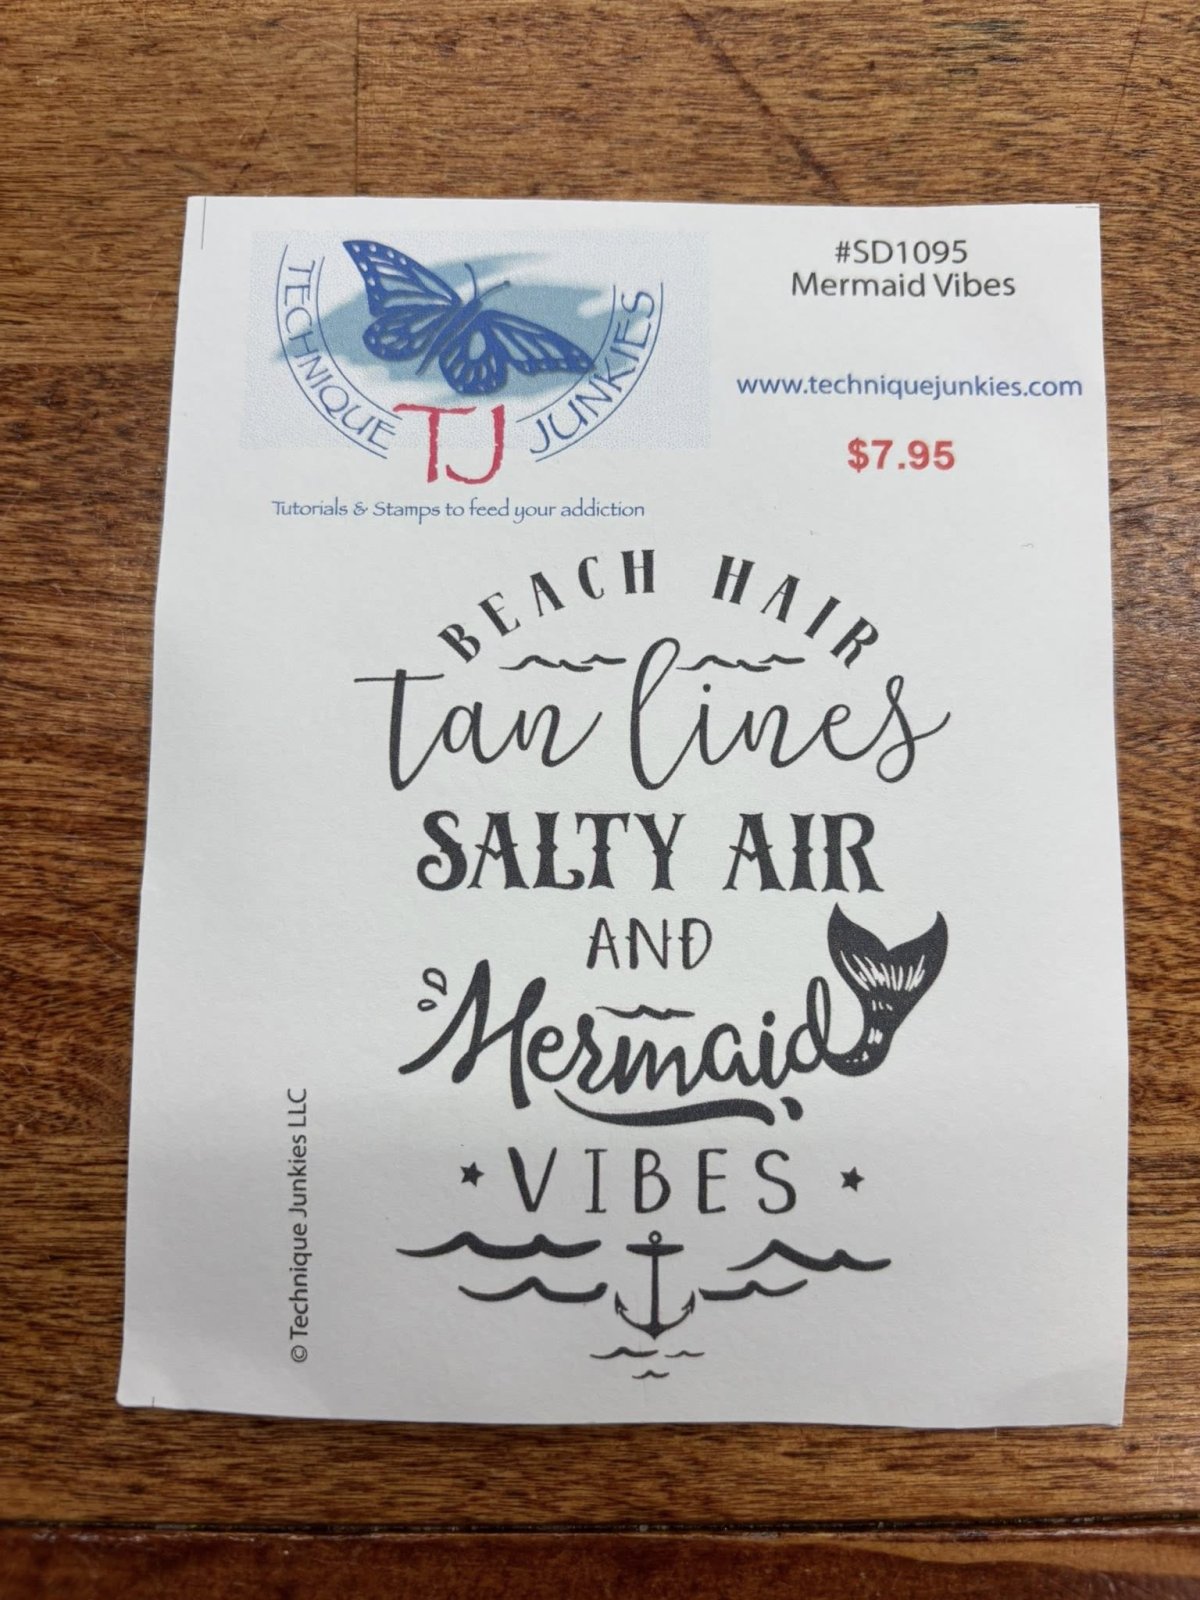 TECHNIQUE TJ JUNKIES
Tutorials & Stamps to feed your addiction
#SD1095
Mermaid Vibes
www.techniquejunkies.com
$7.95
BEACH HAIR
tan lines
SALTY AIR
AND
Mermaid
VIBES
© Technique Junkies LLC